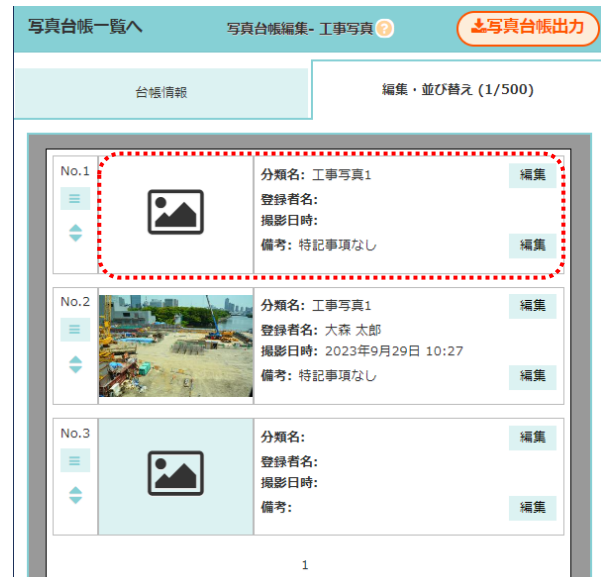 写真台帳一覧へ 写真台帳編集- 工事写真 ? 写真台帳出力
台帳情報 編集・並び替え (1/500)
No.1
分類名: 工事写真1 編集
登録者名:
撮影日時:
備考: 特記事項なし 編集
No.2
分類名: 工事写真1 編集
登録者名: 大森 太郎
撮影日時: 2023年9月29日 10:27
備考: 特記事項なし 編集
No.3
分類名: 編集
登録者名:
撮影日時:
備考: 編集
1